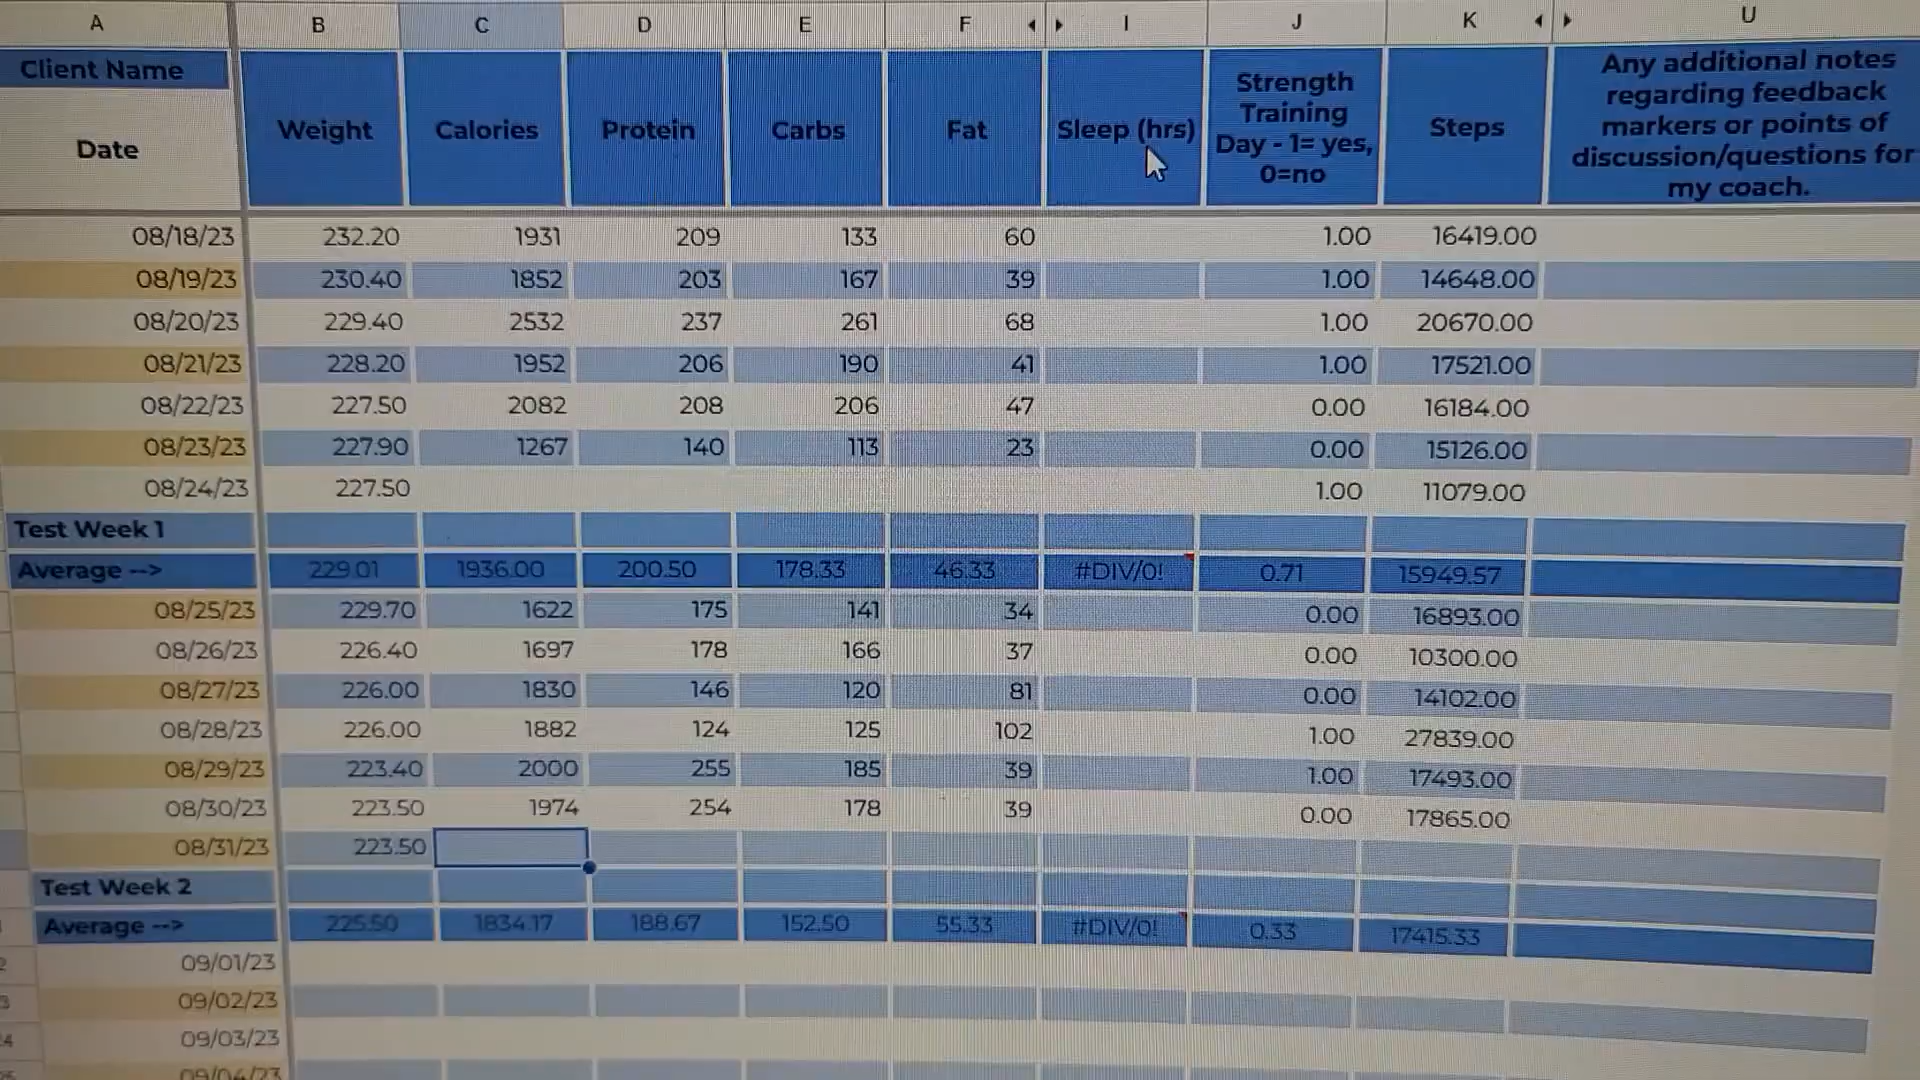 A B C D E F I J K U
Client Name
Date
Weight
Calories
Protein
Carbs
Fat
Sleep (hrs)
Strength
Training
Day - 1= yes,
0=no
Steps
Any additional notes
regarding feedback
markers or points of
discussion/questions for
my coach.
08/18/23 232.20 1931 209 133 60 1.00 16419.00
08/19/23 230.40 1852 203 167 39 1.00 14648.00
08/20/23 229.40 2532 237 261 68 1.00 20670.00
08/21/23 228.20 1952 206 190 41 1.00 17521.00
08/22/23 227.50 2082 208 206 47 0.00 16184.00
08/23/23 227.90 1267 140 113 23 0.00 15126.00
08/24/23 227.50 1.00 11079.00
Test Week 1
Average --> 229.01 1936.00 200.50 178.33 46.33 #DIV/0! 0.71 15949.57
08/25/23 229.70 1622 175 141 34 0.00 16893.00
08/26/23 226.40 1697 178 166 37 0.00 10300.00
08/27/23 226.00 1830 146 120 81 0.00 14102.00
08/28/23 226.00 1882 124 125 102 1.00 27839.00
08/29/23 223.40 2000 255 185 39 1.00 17493.00
08/30/23 223.50 1974 254 178 39 0.00 17865.00
08/31/23 223.50
Test Week 2
Average --> 225.50 1834.17 188.67 152.50 55.33 #DIV/0! 0.33 17415.33
09/01/23
09/02/23
09/03/23
09/04/23